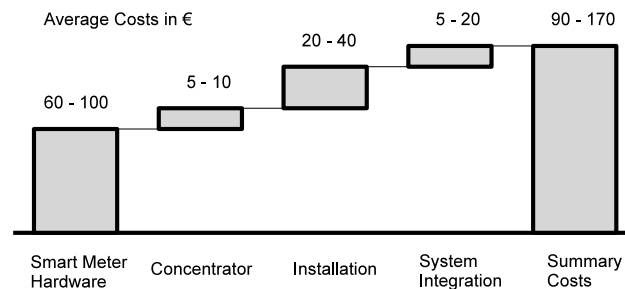 Average Costs in €
60 - 100
5 - 10
20 - 40
5 - 20
90 - 170
Smart Meter
Hardware
Concentrator
Installation
System
Integration
Summary
Costs